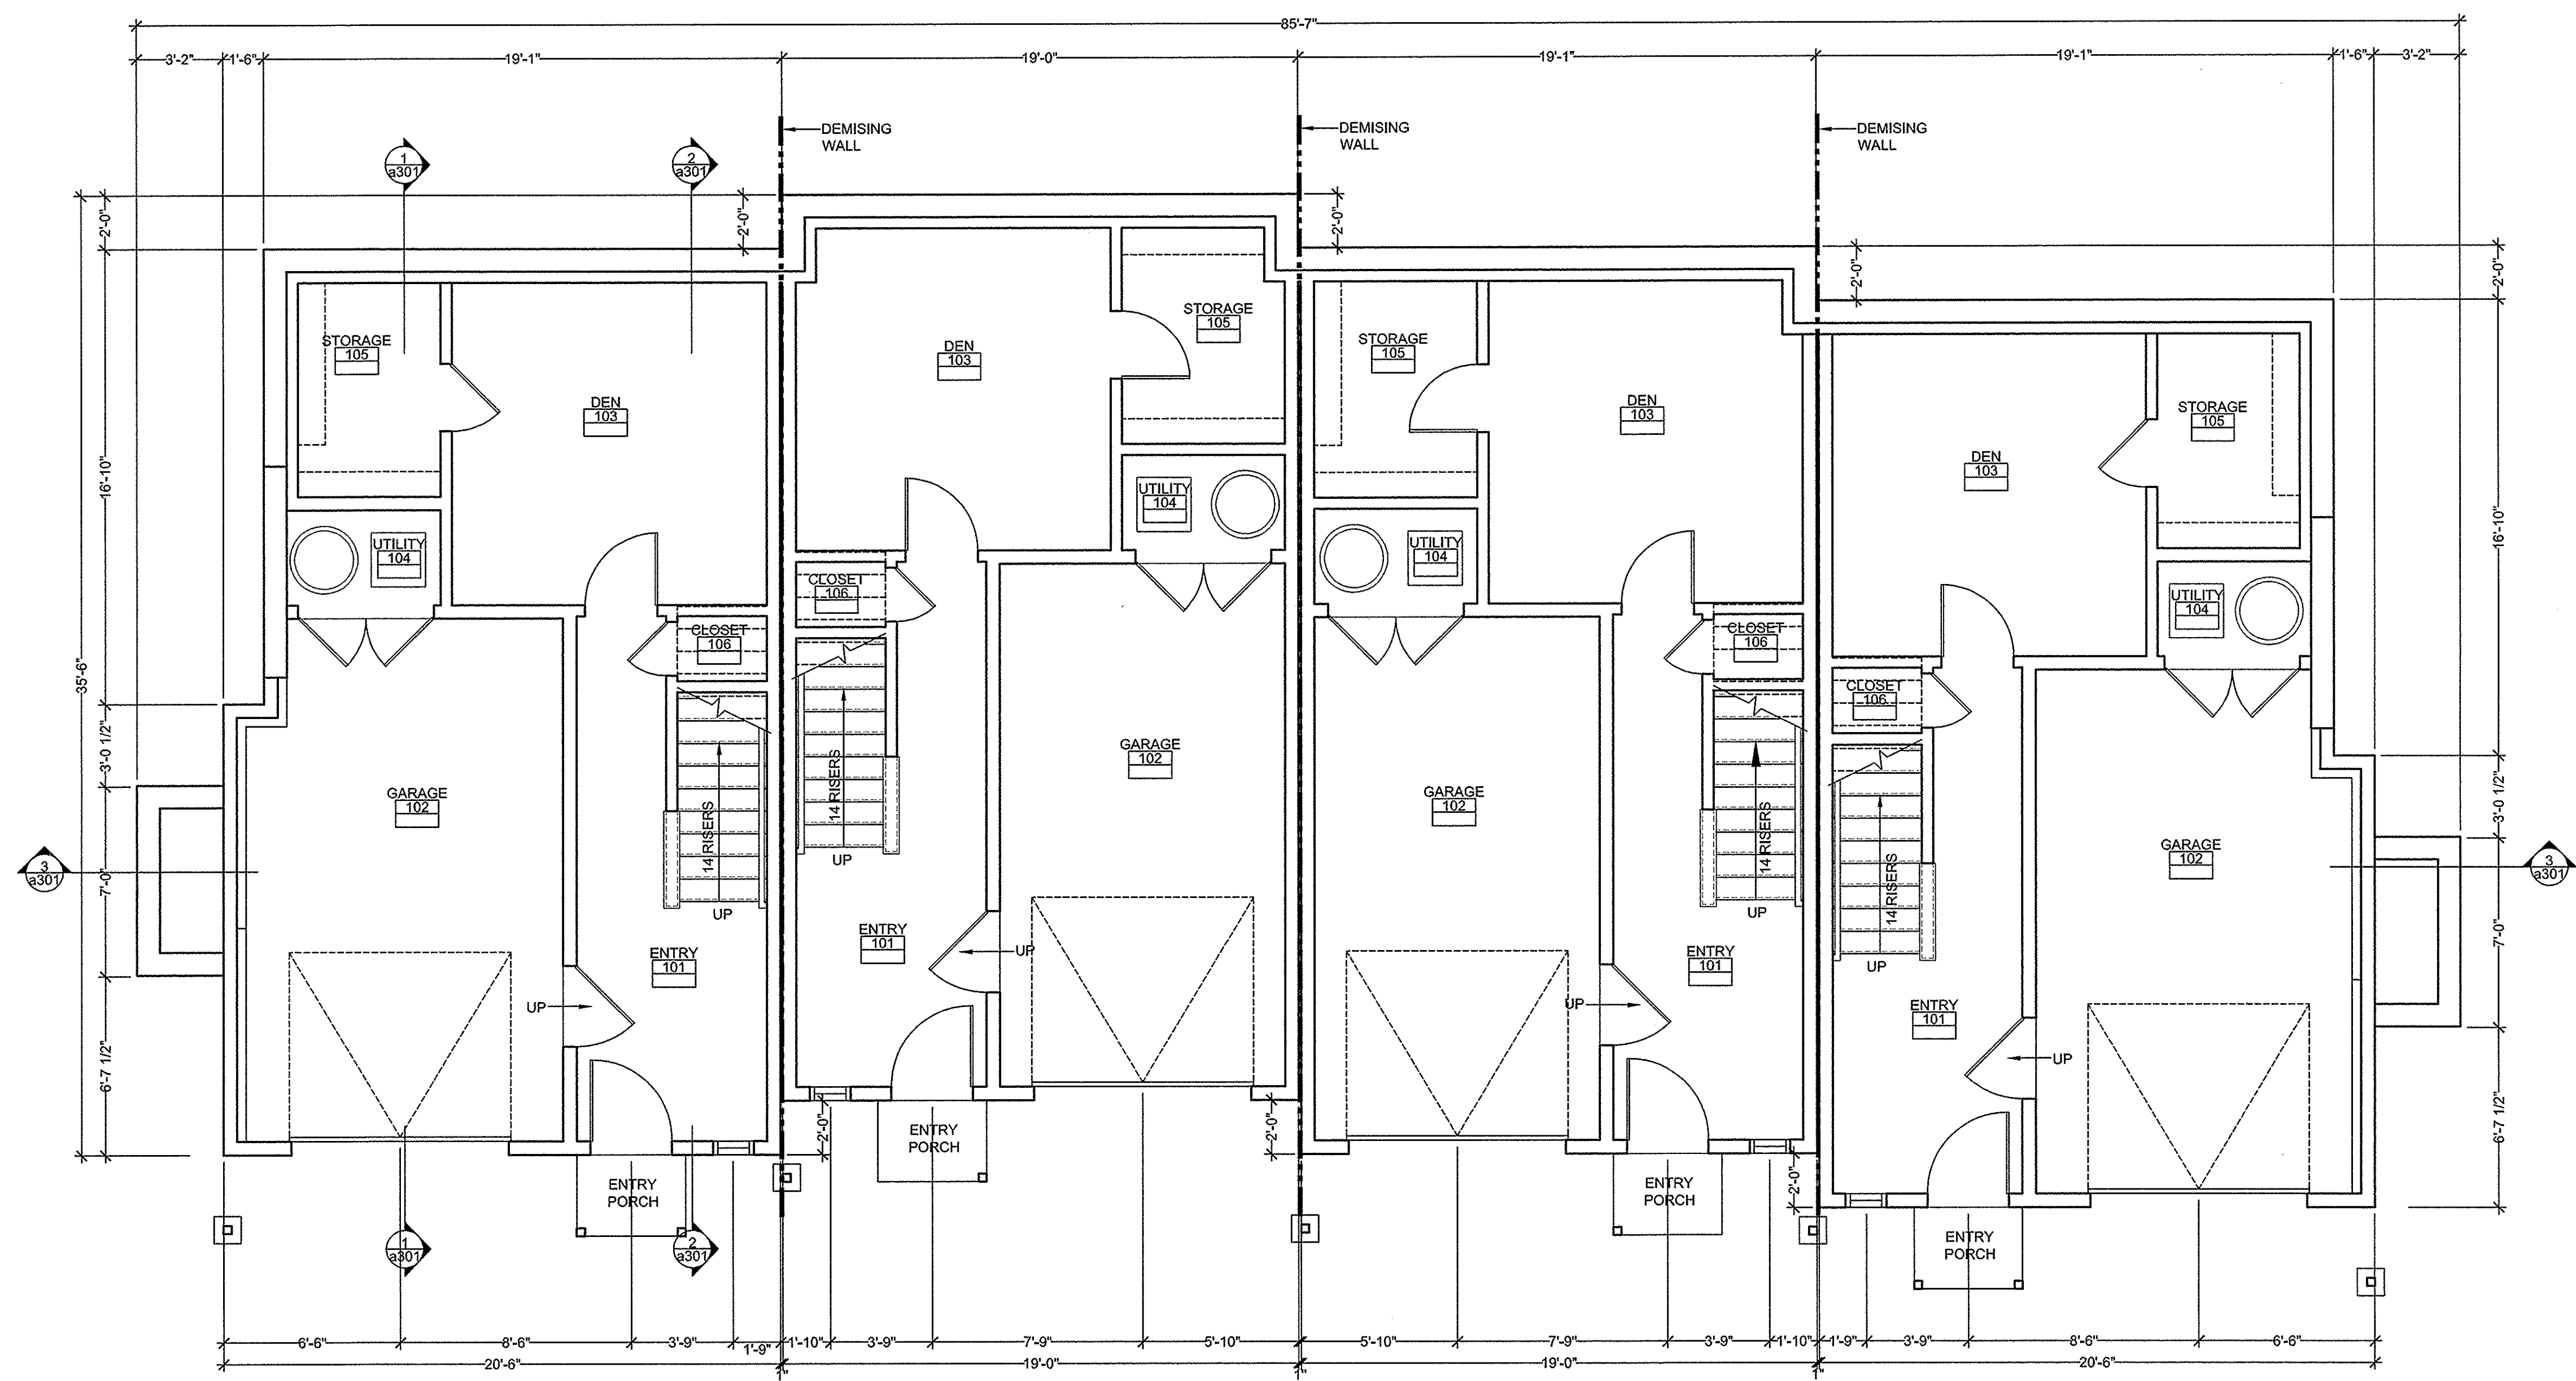 85'-7"
3'-2"
1'-6"
19'-1"
19'-0"
19'-1"
19'-1"
1'-6"
3'-2"
DEMISING
WALL
DEMISING
WALL
DEMISING
WALL
1
a301
2
a301
2'-0"
2'-0"
2'-0"
2'-0"
2'-0"
35'-6"
16'-10"
3'-0 1/2"
7'-0"
6'-7 1/2"
3
a301
STORAGE
105
DEN
103
UTILITY
104
CLOSET
106
GARAGE
102
14 RISERS
UP
ENTRY
101
UP
ENTRY
PORCH
DEN
103
STORAGE
105
UTILITY
104
CLOSET
106
14 RISERS
UP
GARAGE
102
ENTRY
101
UP
2'-0"
ENTRY
PORCH
2'-0"
STORAGE
105
DEN
103
UTILITY
104
CLOSET
106
GARAGE
102
14 RISERS
UP
ENTRY
101
UP
ENTRY
PORCH
2'-0"
DEN
103
STORAGE
105
UTILITY
104
CLOSET
106
14 RISERS
UP
GARAGE
102
ENTRY
101
UP
ENTRY
PORCH
16'-10"
3'-0 1/2"
7'-0"
6'-7 1/2"
3
a301
1
a301
2
a301
6'-6"
8'-6"
3'-9"
1'-9"
1'-10"
3'-9"
7'-9"
5'-10"
5'-10"
7'-9"
3'-9"
1'-10"
1'-9"
3'-9"
8'-6"
6'-6"
20'-6"
19'-0"
19'-0"
20'-6"